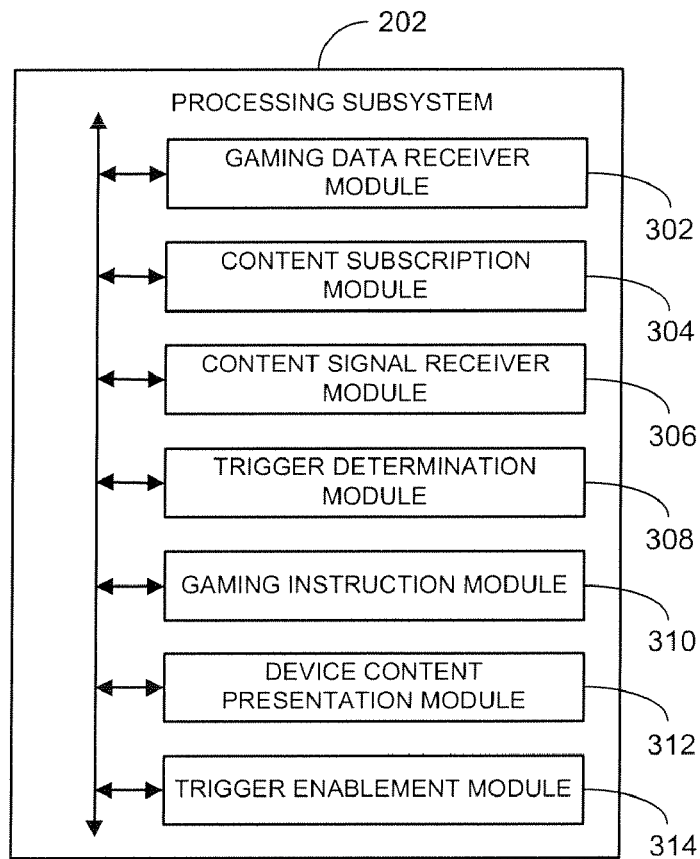 202
PROCESSING SUBSYSTEM
GAMING DATA RECEIVER
MODULE
302
CONTENT SUBSCRIPTION
MODULE
304
CONTENT SIGNAL RECEIVER
MODULE
306
TRIGGER DETERMINATION
MODULE
308
GAMING INSTRUCTION MODULE
310
DEVICE CONTENT
PRESENTATION MODULE
312
TRIGGER ENABLEMENT MODULE
314